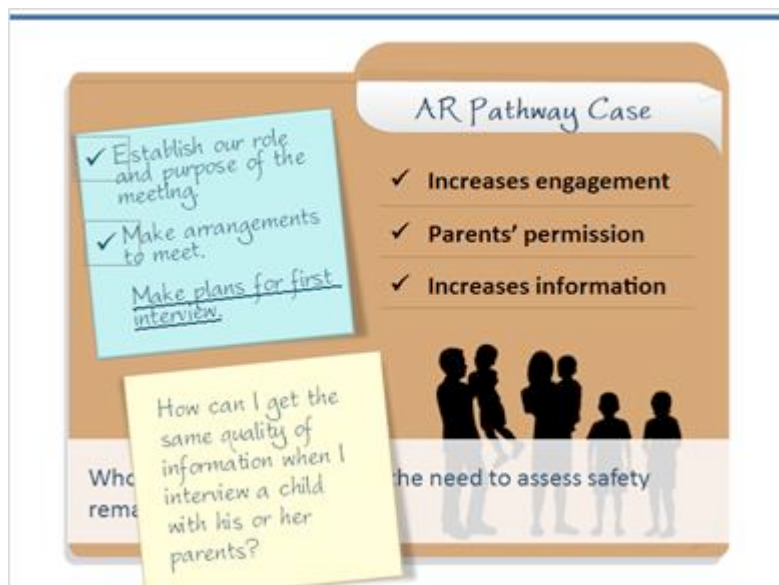 AR Pathway Case
✓ Establish our role
and purpose of the
meeting.
✓ Make arrangements
to meet.
Make plans for first
interview.
✓ Increases engagement
✓ Parents' permission
✓ Increases information
How can I get the
same quality of
information when I
interview a child
with his or her
parents?
the need to assess safety